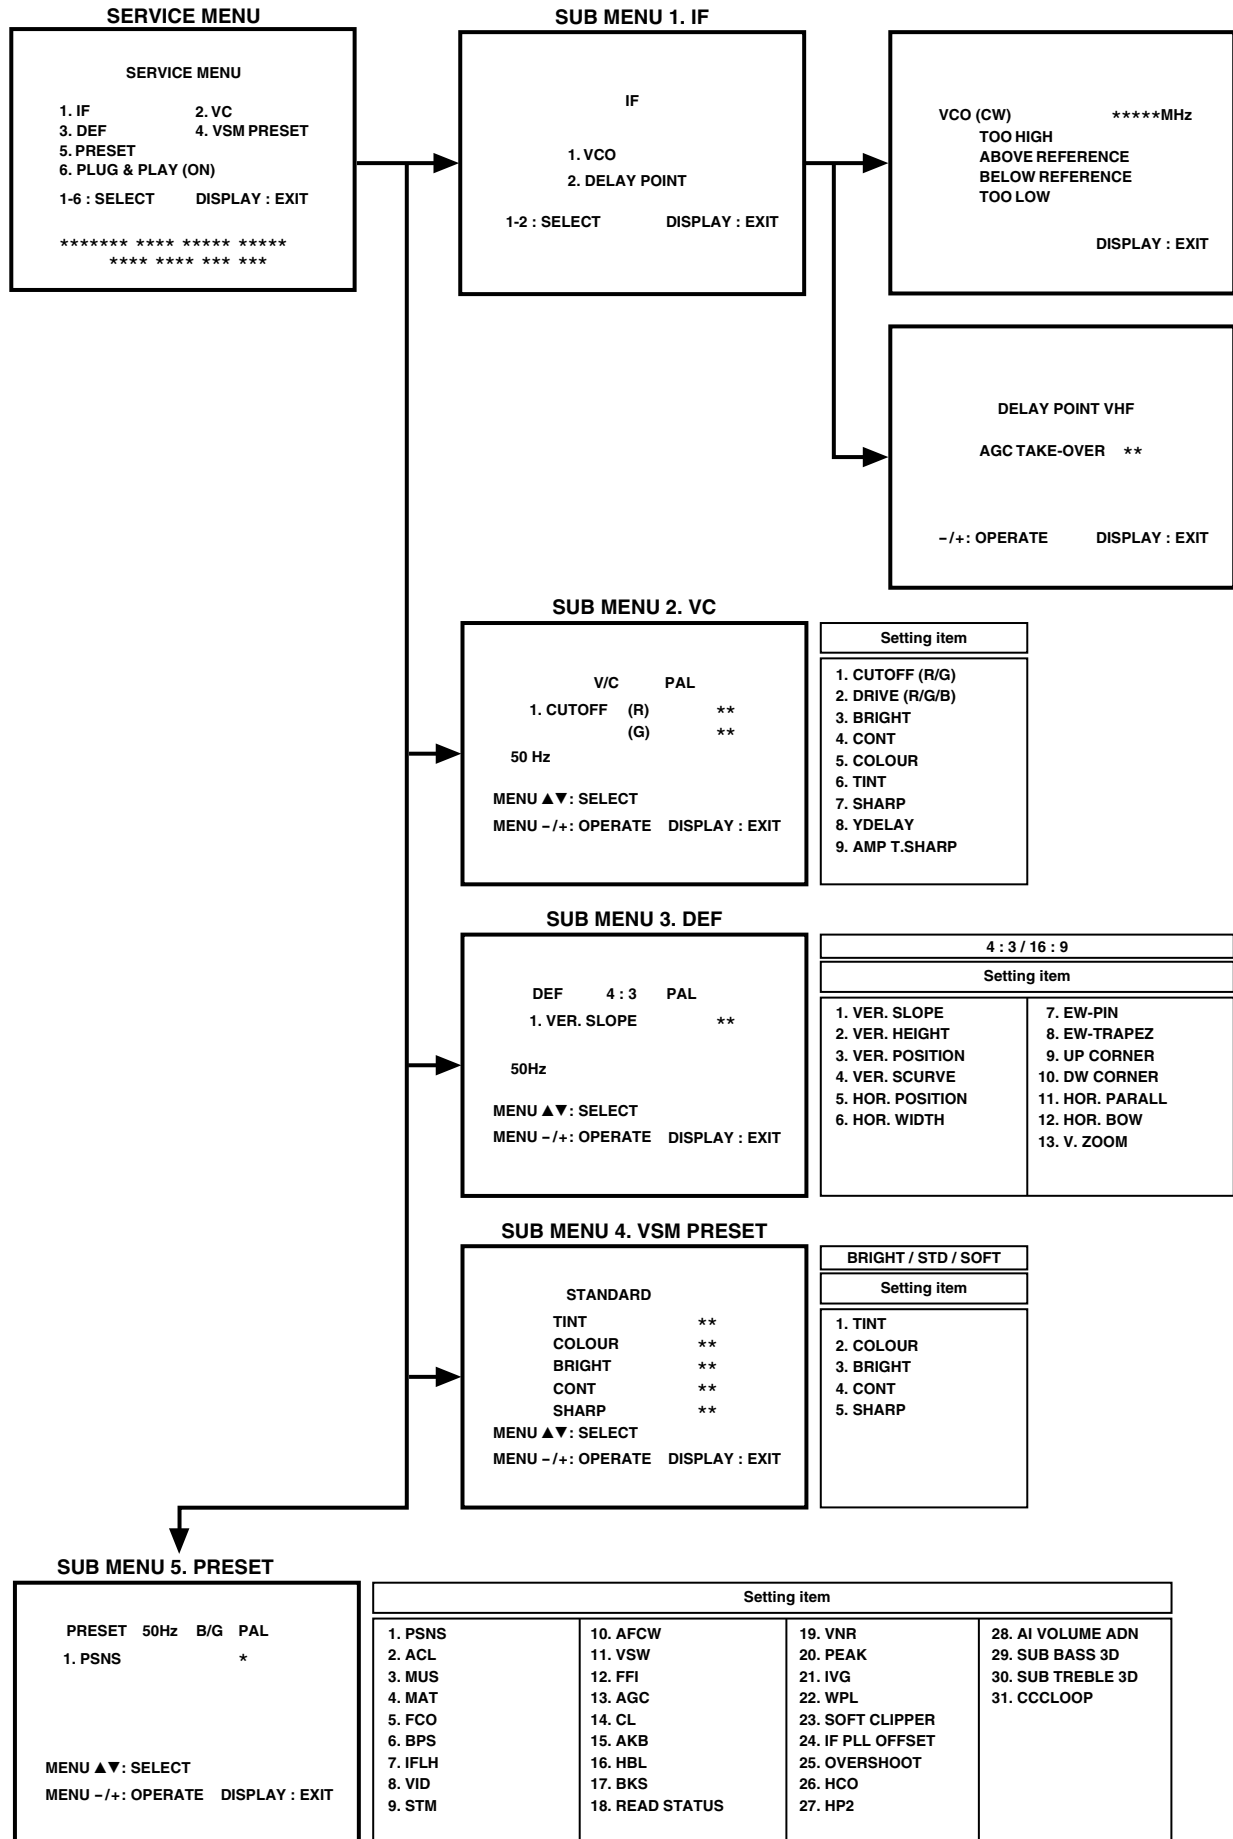 SERVICE MENU
SERVICE MENU
1. IF 2. VC
3. DEF 4. VSM PRESET
5. PRESET
6. PLUG & PLAY (ON)
1-6 : SELECT DISPLAY : EXIT
******* **** ***** *****
**** **** *** ***
SUB MENU 1. IF
IF
1. VCO
2. DELAY POINT
1-2 : SELECT DISPLAY : EXIT
VCO (CW) *****MHz
TOO HIGH
ABOVE REFERENCE
BELOW REFERENCE
TOO LOW
DISPLAY : EXIT
DELAY POINT VHF
AGC TAKE-OVER **
−/+: OPERATE DISPLAY : EXIT
SUB MENU 2. VC
V/C PAL
1. CUTOFF (R) **
(G) **
50 Hz
MENU ▲▼: SELECT
MENU −/+: OPERATE DISPLAY : EXIT
Setting item
1. CUTOFF (R/G)
2. DRIVE (R/G/B)
3. BRIGHT
4. CONT
5. COLOUR
6. TINT
7. SHARP
8. YDELAY
9. AMP T.SHARP
SUB MENU 3. DEF
DEF 4 : 3 PAL
1. VER. SLOPE **
50Hz
MENU ▲▼: SELECT
MENU −/+: OPERATE DISPLAY : EXIT
4 : 3 / 16 : 9
Setting item
1. VER. SLOPE
2. VER. HEIGHT
3. VER. POSITION
4. VER. SCURVE
5. HOR. POSITION
6. HOR. WIDTH
7. EW-PIN
8. EW-TRAPEZ
9. UP CORNER
10. DW CORNER
11. HOR. PARALL
12. HOR. BOW
13. V. ZOOM
SUB MENU 4. VSM PRESET
STANDARD
TINT **
COLOUR **
BRIGHT **
CONT **
SHARP **
MENU ▲▼: SELECT
MENU −/+: OPERATE DISPLAY : EXIT
BRIGHT / STD / SOFT
Setting item
1. TINT
2. COLOUR
3. BRIGHT
4. CONT
5. SHARP
SUB MENU 5. PRESET
PRESET 50Hz B/G PAL
1. PSNS *
MENU ▲▼: SELECT
MENU −/+: OPERATE DISPLAY : EXIT
Setting item
1. PSNS
2. ACL
3. MUS
4. MAT
5. FCO
6. BPS
7. IFLH
8. VID
9. STM
10. AFCW
11. VSW
12. FFI
13. AGC
14. CL
15. AKB
16. HBL
17. BKS
18. READ STATUS
19. VNR
20. PEAK
21. IVG
22. WPL
23. SOFT CLIPPER
24. IF PLL OFFSET
25. OVERSHOOT
26. HCO
27. HP2
28. AI VOLUME ADN
29. SUB BASS 3D
30. SUB TREBLE 3D
31. CCCLOOP